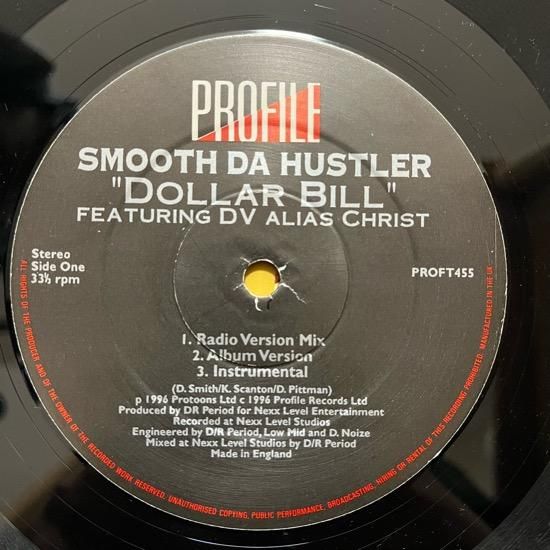 PROFILE
SMOOTH DA HUSTLER
"DOLLAR BILL"
FEATURING DV ALIAS CHRIST
Stereo
Side One
33⅓ rpm
PROFT455
1. Radio Version Mix
2. Album Version
3. Instrumental
(D. Smith/K. Scanton/D. Pittman)
p 1996 Protoons Ltd c 1996 Profile Records Ltd
Produced by DR Period for Nexx Level Entertainment
Recorded at Nexx Level Studios
Engineered by D/R Period, Low Mid and D. Noize
Mixed at Nexx Level Studios by D/R Period
Made in England
ALL RIGHTS OF THE PRODUCER AND OF THE OWNER OF THE RECORDED WORK RESERVED. UNAUTHORISED COPYING, PUBLIC PERFORMANCE, BROADCASTING, HIRING OR RENTAL OF THIS RECORDING PROHIBITED. MANUFACTURED IN THE UK